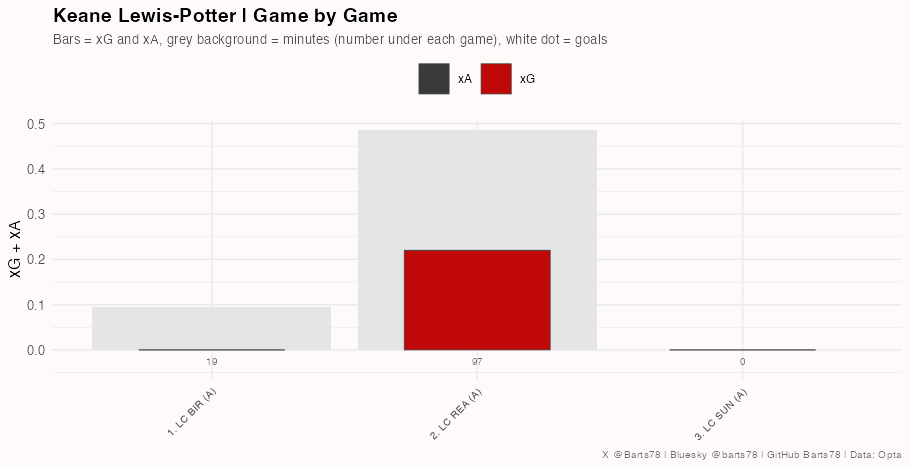 Keane Lewis-Potter | Game by Game
Bars = xG and xA, grey background = minutes (number under each game), white dot = goals
xA
xG
xG + xA
0.5
0.4
0.3
0.2
0.1
0.0
19
97
0
1. LC BIR (A)
2. LC REA (A)
3. LC SUN (A)
X @Barts78 | Bluesky @barts78 | GitHub Barts78 | Data: Opta